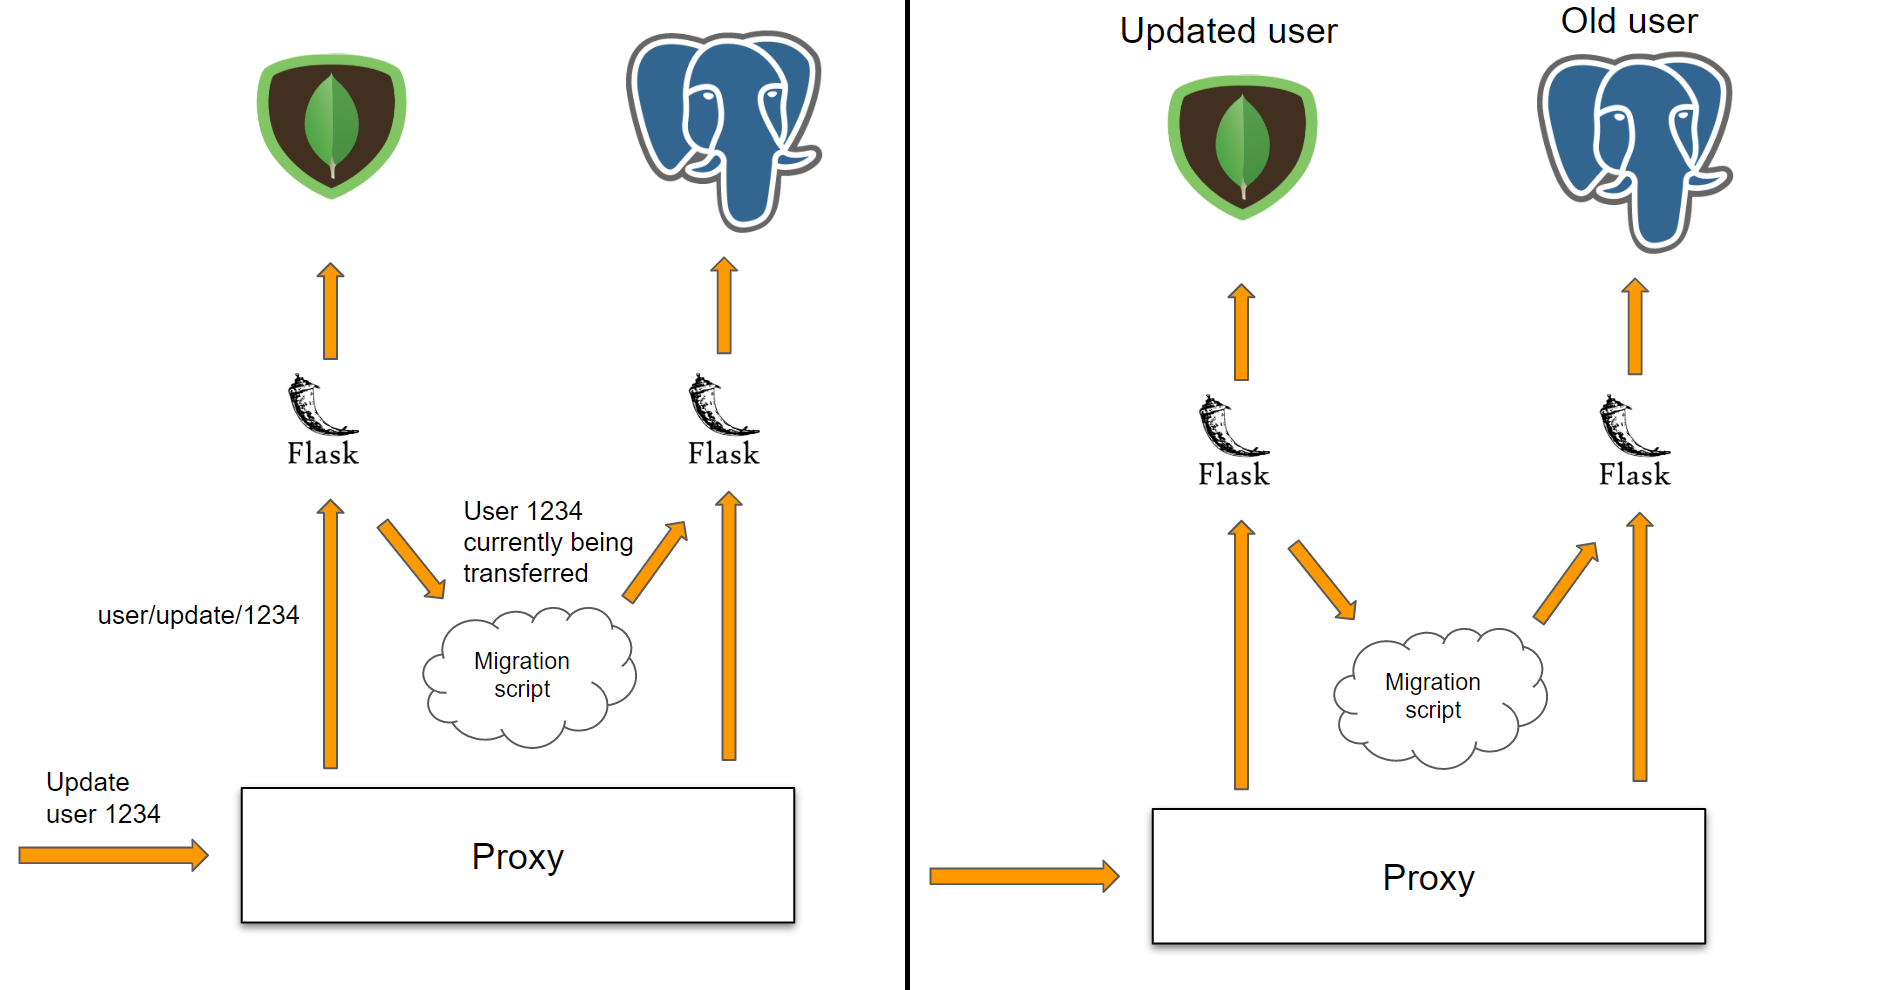 Flask
Flask
User 1234
currently being
transferred
user/update/1234
Migration
script
Update
user 1234
Proxy
Updated user
Old user
Flask
Flask
Migration
script
Proxy